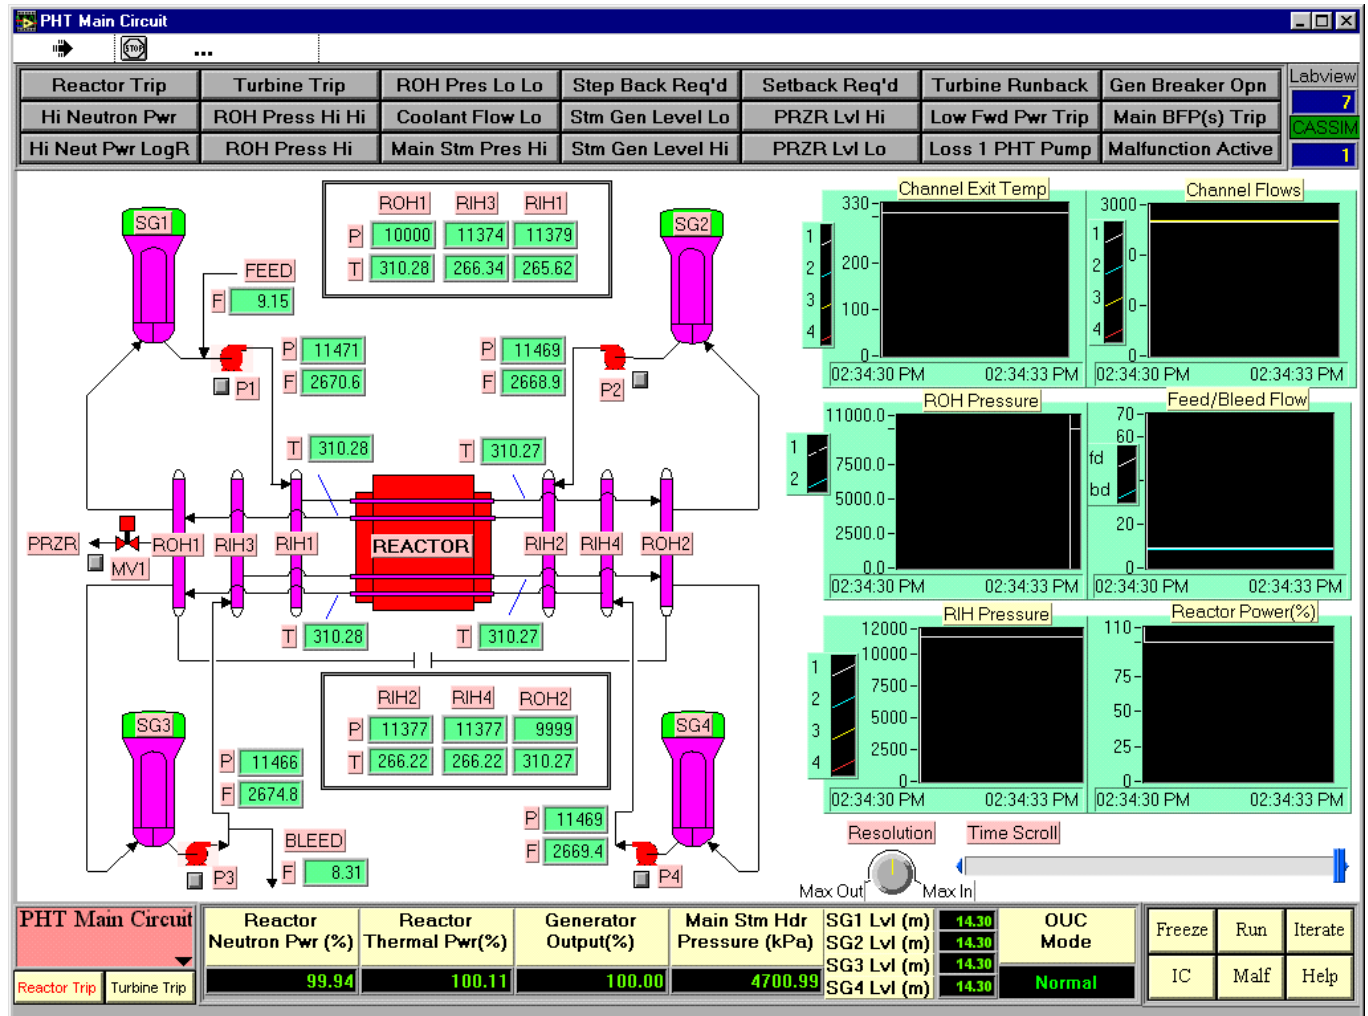 PHT Main Circuit
STOP ...
Reactor Trip Turbine Trip ROH Pres Lo Lo Step Back Req'd Setback Req'd Turbine Runback Gen Breaker Opn Labview
7
Hi Neutron Pwr ROH Press Hi Hi Coolant Flow Lo Stm Gen Level Lo PRZR Lvl Hi Low Fwd Pwr Trip Main BFP(s) Trip CASSIM
Hi Neut Pwr LogR ROH Press Hi Main Stm Pres Hi Stm Gen Level Hi PRZR Lvl Lo Loss 1 PHT Pump Malfunction Active 1
ROH1 RIH3 RIH1
P 10000 11374 11379
T 310.28 266.34 265.62
SG1
SG2
FEED
F 9.15
P 11471
F 2670.6
P1
P 11469
F 2668.9
P2
T 310.28
T 310.27
PRZR
MV1
ROH1 RIH3 RIH1 REACTOR RIH2 RIH4 ROH2
T 310.28
T 310.27
RIH2 RIH4 ROH2
P 11377 11377 9999
T 266.22 266.22 310.27
SG3
SG4
P 11466
F 2674.8
BLEED
F 8.31
P3
P 11469
F 2669.4
P4
Channel Exit Temp
330
200
100
0
1
2
3
4
02:34:30 PM 02:34:33 PM
Channel Flows
3000
0
0
0
1
2
3
4
02:34:30 PM 02:34:33 PM
ROH Pressure
11000.0
7500.0
5000.0
2500.0
0.0
1
2
02:34:30 PM 02:34:33 PM
Feed/Bleed Flow
70
60
20
0
fd
bd
02:34:30 PM 02:34:33 PM
RIH Pressure
12000
10000
7500
5000
2500
0
1
2
3
4
02:34:30 PM 02:34:33 PM
Reactor Power(%)
110
75
50
25
0
02:34:30 PM 02:34:33 PM
Resolution
Max Out Max In
Time Scroll
PHT Main Circuit
Reactor Trip Turbine Trip
Reactor
Neutron Pwr (%)
99.94
Reactor
Thermal Pwr(%)
100.11
Generator
Output(%)
100.00
Main Stm Hdr
Pressure (kPa)
4700.99
SG1 Lvl (m) 14.30
SG2 Lvl (m) 14.30
SG3 Lvl (m) 14.30
SG4 Lvl (m) 14.30
OUC
Mode
Normal
Freeze Run Iterate
IC Malf Help